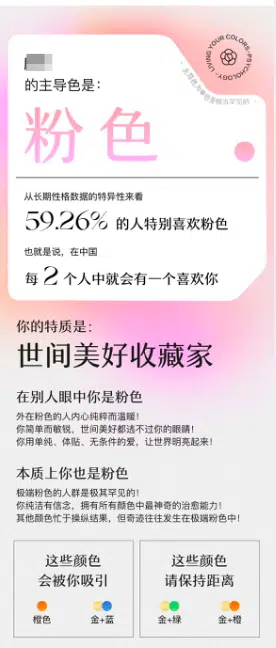 的主导色是：
LIVING YOUR COLORS·PSYCHOLOGY·
粉色
从长期性格数据的特异性来看
59.26% 的人特别喜欢粉色
也就是说，在中国
每 2 个人中就会有一个喜欢你
你的特质是：
世间美好收藏家
在别人眼中你是粉色
外在粉色的人内心纯粹而温暖！
你简单而敏锐，世间美好都逃不过你的眼睛！
你用单纯、体贴、无条件的爱，让世界明亮起来！
本质上你也是粉色
极端粉色的人群是极其罕见的！
你纯洁有信念，拥有所有颜色中最神奇的治愈能力！
其他颜色忙于操纵结果，但奇迹往往发生在极端粉色中！
这些颜色
会被你吸引
橙色
金+蓝
这些颜色
请保持距离
金+绿
金+橙